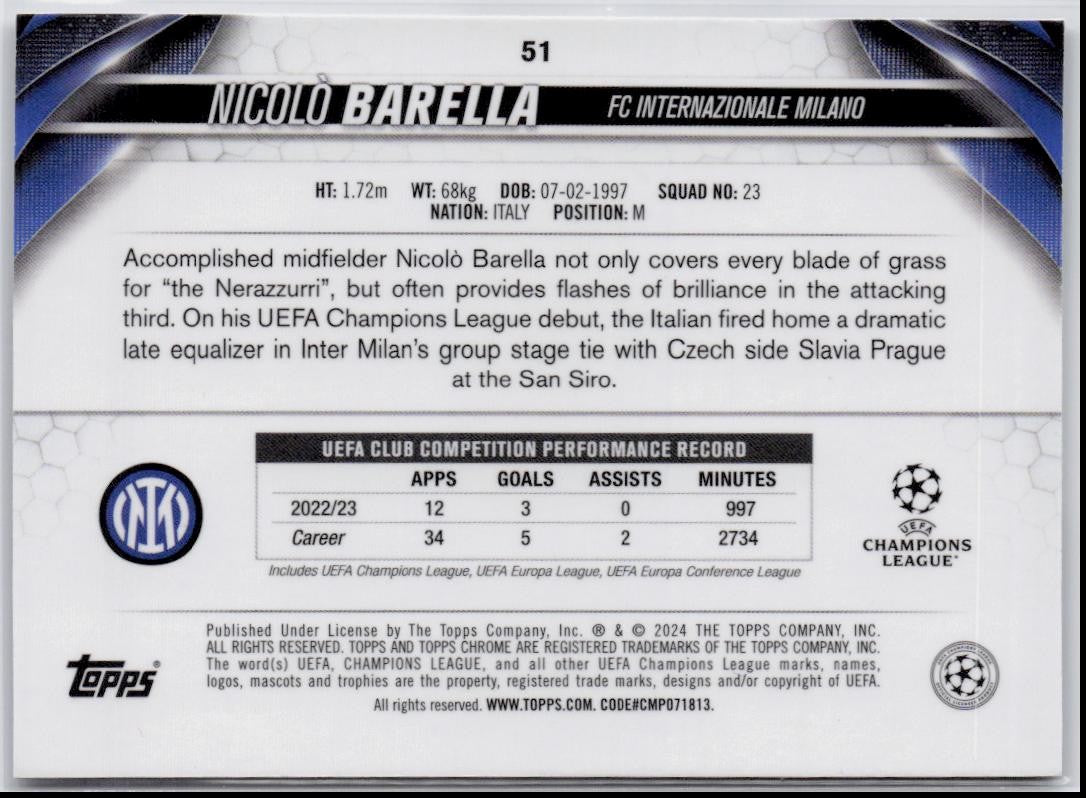 51
NICOLÒ BARELLA FC INTERNAZIONALE MILANO
HT: 1.72m WT: 68kg DOB: 07-02-1997 SQUAD NO: 23
NATION: ITALY POSITION: M
Accomplished midfielder Nicolò Barella not only covers every blade of grass
for “the Nerazzurri”, but often provides flashes of brilliance in the attacking
third. On his UEFA Champions League debut, the Italian fired home a dramatic
late equalizer in Inter Milan’s group stage tie with Czech side Slavia Prague
at the San Siro.
UEFA CLUB COMPETITION PERFORMANCE RECORD
APPS GOALS ASSISTS MINUTES
2022/23 12 3 0 997
Career 34 5 2 2734
Includes UEFA Champions League, UEFA Europa League, UEFA Europa Conference League
UEFA
CHAMPIONS
LEAGUE
Published Under License by The Topps Company, Inc. ® & © 2024 THE TOPPS COMPANY, INC.
ALL RIGHTS RESERVED. TOPPS AND TOPPS CHROME ARE REGISTERED TRADEMARKS OF THE TOPPS COMPANY, INC.
The word(s) UEFA, CHAMPIONS LEAGUE, and all other UEFA Champions League marks, names,
logos, mascots and trophies are the property, registered trade marks, designs and/or copyright of UEFA.
All rights reserved. WWW.TOPPS.COM. CODE#CMP071813.
Topps®